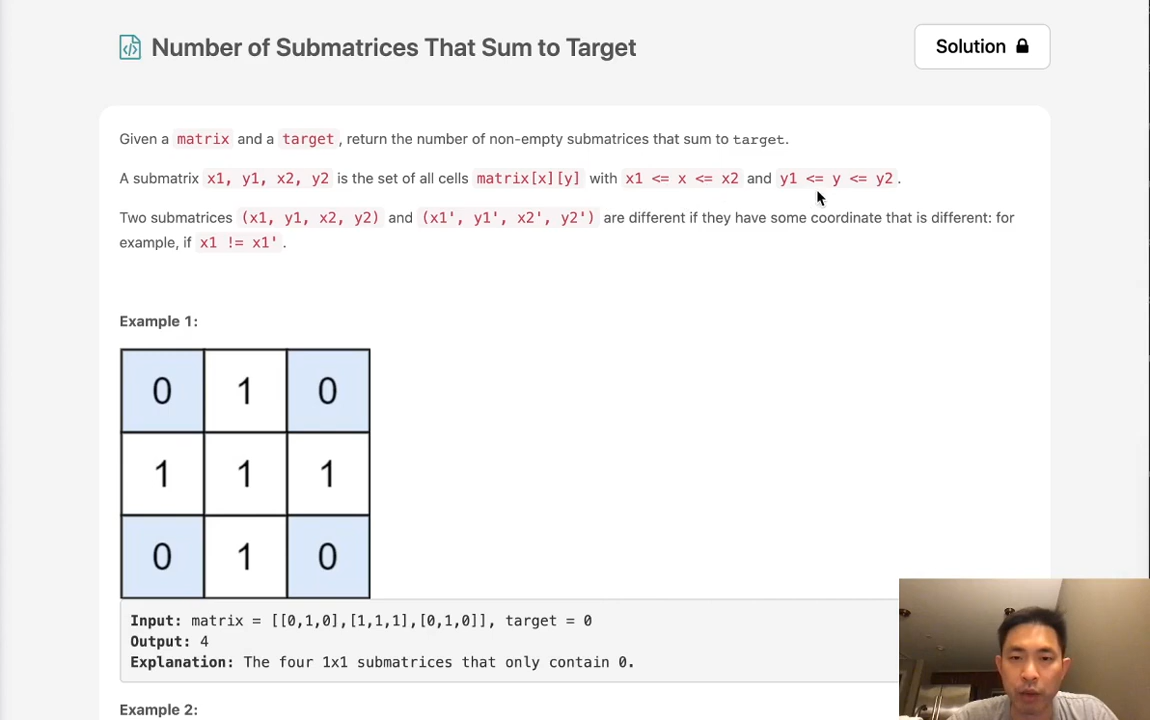 Number of Submatrices That Sum to Target
Solution
Given a matrix and a target, return the number of non-empty submatrices that sum to target.
A submatrix x1, y1, x2, y2 is the set of all cells matrix[x][y] with x1 <= x <= x2 and y1 <= y <= y2.
Two submatrices (x1, y1, x2, y2) and (x1', y1', x2', y2') are different if they have some coordinate that is different: for
example, if x1 != x1'.
Example 1:
0 1 0
1 1 1
0 1 0
Input: matrix = [[0,1,0],[1,1,1],[0,1,0]], target = 0
Output: 4
Explanation: The four 1x1 submatrices that only contain 0.
Example 2: